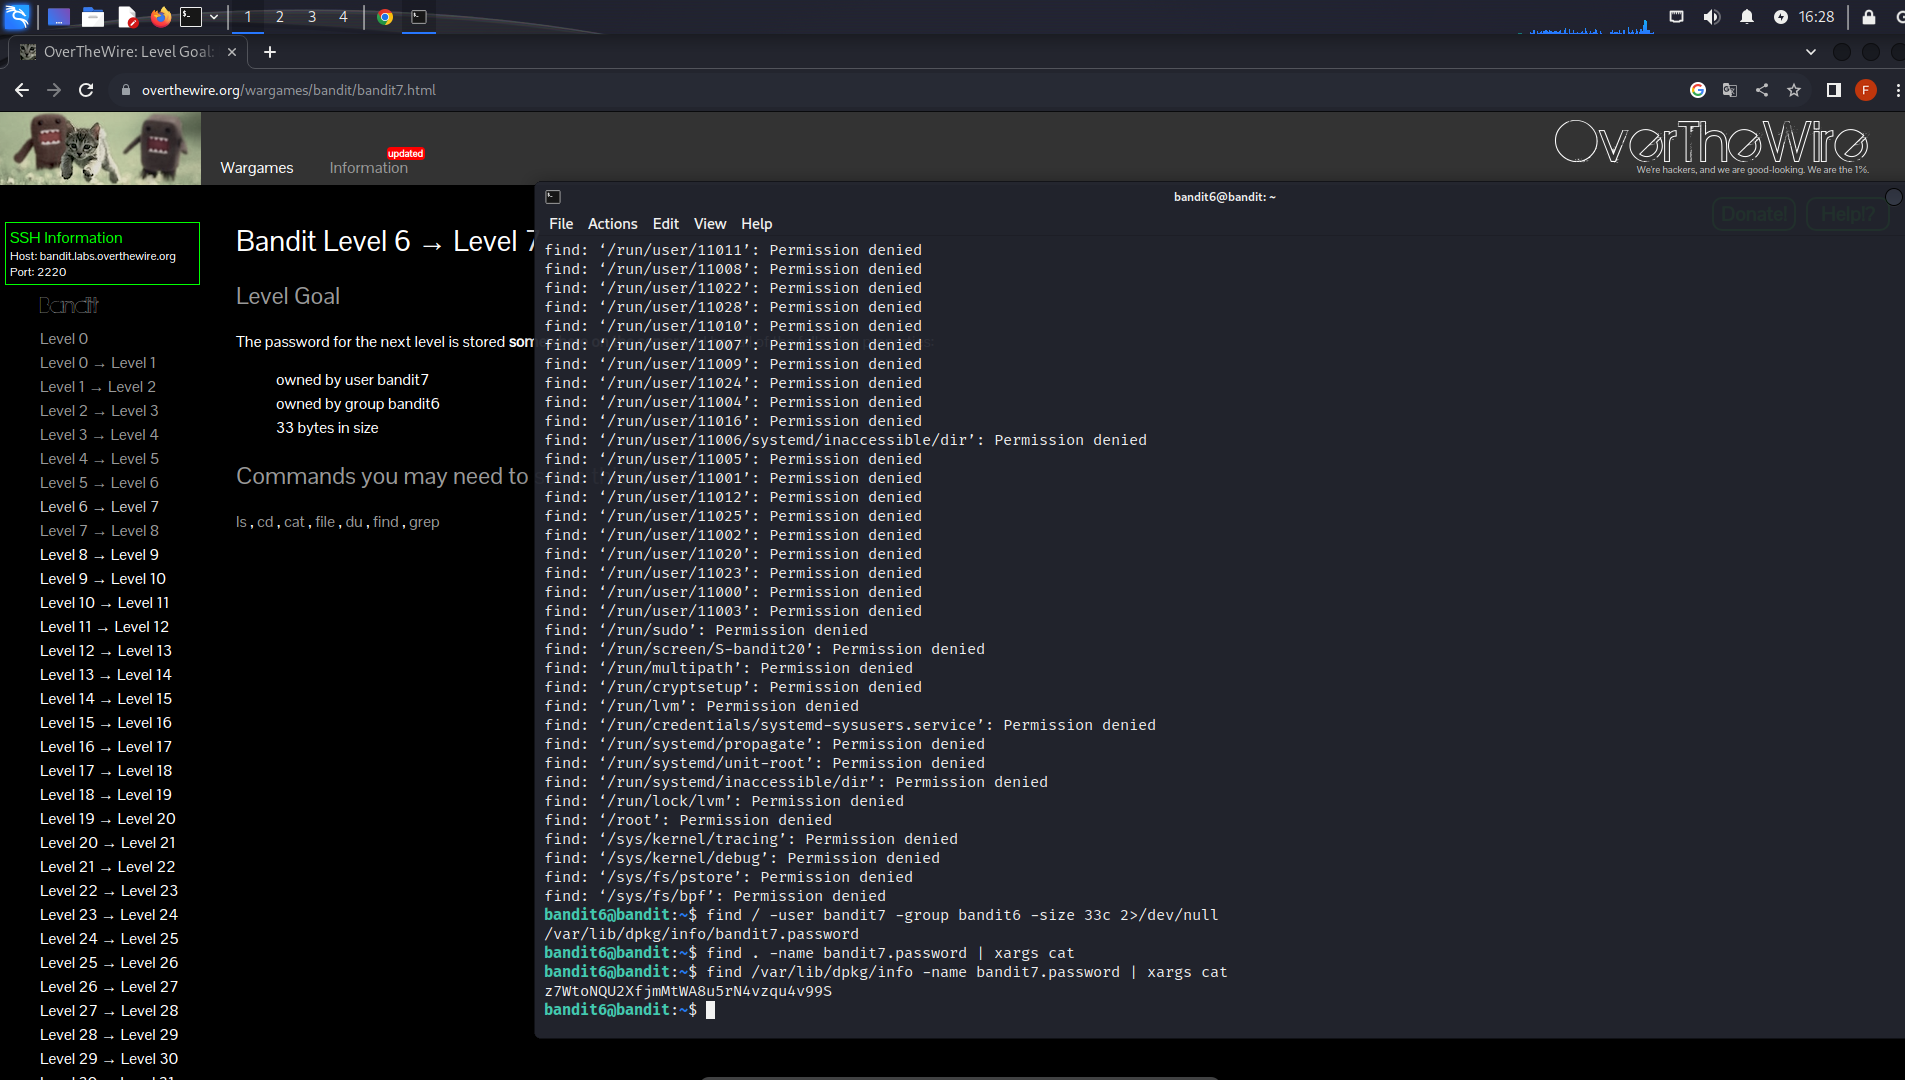 1 2 3 4
16:28
OverTheWire: Level Goal:
overthewire.org/wargames/bandit/bandit7.html
F
Wargames
Information
updated
OverTheWire
We're hackers, and we are good-looking. We are the 1%.
Donate!
Help!?
SSH Information
Host: bandit.labs.overthewire.org
Port: 2220
Bandit
Level 0
Level 0 → Level 1
Level 1 → Level 2
Level 2 → Level 3
Level 3 → Level 4
Level 4 → Level 5
Level 5 → Level 6
Level 6 → Level 7
Level 7 → Level 8
Level 8 → Level 9
Level 9 → Level 10
Level 10 → Level 11
Level 11 → Level 12
Level 12 → Level 13
Level 13 → Level 14
Level 14 → Level 15
Level 15 → Level 16
Level 16 → Level 17
Level 17 → Level 18
Level 18 → Level 19
Level 19 → Level 20
Level 20 → Level 21
Level 21 → Level 22
Level 22 → Level 23
Level 23 → Level 24
Level 24 → Level 25
Level 25 → Level 26
Level 26 → Level 27
Level 27 → Level 28
Level 28 → Level 29
Level 29 → Level 30
Bandit Level 6 → Level 7
Level Goal
The password for the next level is stored som
owned by user bandit7
owned by group bandit6
33 bytes in size
Commands you may need to
ls , cd , cat , file , du , find , grep
bandit6@bandit: ~
File Actions Edit View Help
find: ‘/run/user/11011’: Permission denied
find: ‘/run/user/11008’: Permission denied
find: ‘/run/user/11022’: Permission denied
find: ‘/run/user/11028’: Permission denied
find: ‘/run/user/11010’: Permission denied
find: ‘/run/user/11007’: Permission denied
find: ‘/run/user/11009’: Permission denied
find: ‘/run/user/11024’: Permission denied
find: ‘/run/user/11004’: Permission denied
find: ‘/run/user/11016’: Permission denied
find: ‘/run/user/11006/systemd/inaccessible/dir’: Permission denied
find: ‘/run/user/11005’: Permission denied
find: ‘/run/user/11001’: Permission denied
find: ‘/run/user/11012’: Permission denied
find: ‘/run/user/11025’: Permission denied
find: ‘/run/user/11002’: Permission denied
find: ‘/run/user/11020’: Permission denied
find: ‘/run/user/11023’: Permission denied
find: ‘/run/user/11000’: Permission denied
find: ‘/run/user/11003’: Permission denied
find: ‘/run/sudo’: Permission denied
find: ‘/run/screen/S-bandit20’: Permission denied
find: ‘/run/multipath’: Permission denied
find: ‘/run/cryptsetup’: Permission denied
find: ‘/run/lvm’: Permission denied
find: ‘/run/credentials/systemd-sysusers.service’: Permission denied
find: ‘/run/systemd/propagate’: Permission denied
find: ‘/run/systemd/unit-root’: Permission denied
find: ‘/run/systemd/inaccessible/dir’: Permission denied
find: ‘/run/lock/lvm’: Permission denied
find: ‘/root’: Permission denied
find: ‘/sys/kernel/tracing’: Permission denied
find: ‘/sys/kernel/debug’: Permission denied
find: ‘/sys/fs/pstore’: Permission denied
find: ‘/sys/fs/bpf’: Permission denied
bandit6@bandit:~$ find / -user bandit7 -group bandit6 -size 33c 2>/dev/null
/var/lib/dpkg/info/bandit7.password
bandit6@bandit:~$ find . -name bandit7.password | xargs cat
bandit6@bandit:~$ find /var/lib/dpkg/info -name bandit7.password | xargs cat
z7WtoNQU2XfjmMtWA8u5rN4vzqu4v99S
bandit6@bandit:~$